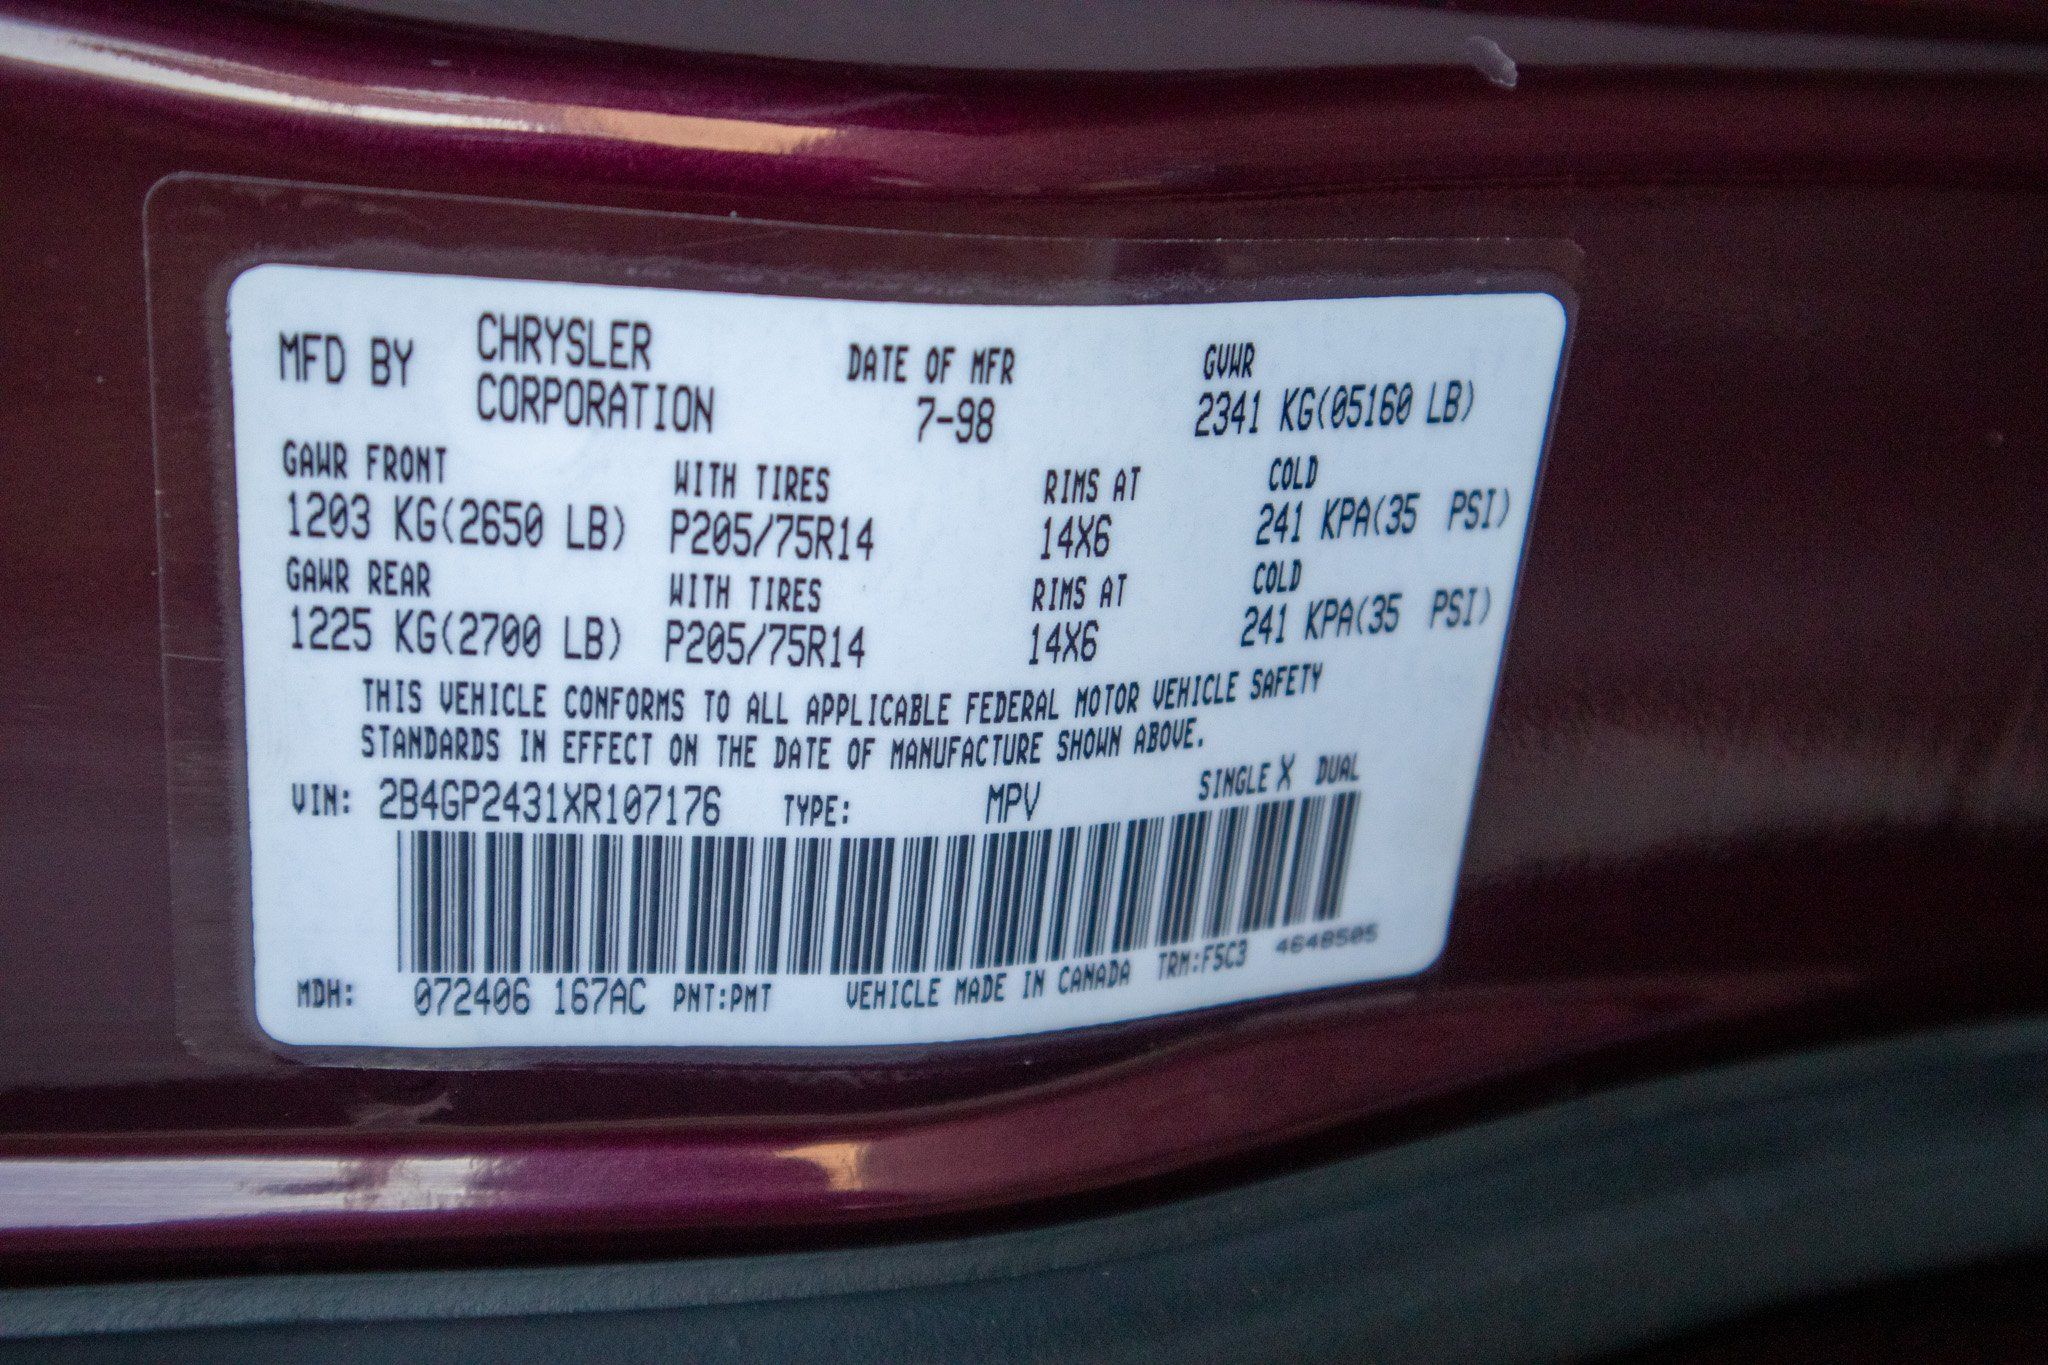 MFD BY CHRYSLER CORPORATION DATE OF MFR 7-98 GVWR 2341 KG(05160 LB)
GAWR FRONT WITH TIRES RIMS AT COLD
1203 KG(2650 LB) P205/75R14 14X6 241 KPA(35 PSI)
GAWR REAR WITH TIRES RIMS AT COLD
1225 KG(2700 LB) P205/75R14 14X6 241 KPA(35 PSI)
THIS VEHICLE CONFORMS TO ALL APPLICABLE FEDERAL MOTOR VEHICLE SAFETY
STANDARDS IN EFFECT ON THE DATE OF MANUFACTURE SHOWN ABOVE.
VIN: 2B4GP2431XR107176 TYPE: MPV SINGLE X DUAL
MDH: 072406 167AC PNT:PMT VEHICLE MADE IN CANADA TRM:F5C3 4648505